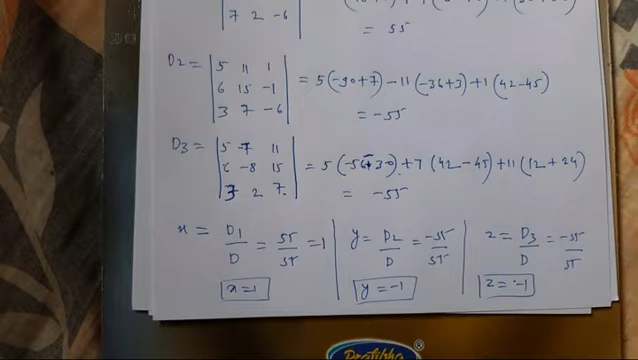 7 2 -6
= 55
D2 = | 5 11 1 | = 5(-90+7) -11(-36+3) +1(42-45)
6 15 -1
3 7 -6
= -55
D3 = | 5 -7 11 | = 5(-56-30) +7(42-45) +11(12+24)
6 -8 15
3 2 7
= -55
x = D1/D = 55/55 = 1 | y = D2/D = -55/55 | z = D3/D = -55/55
x=1 y=-1 z=-1
Pratibha